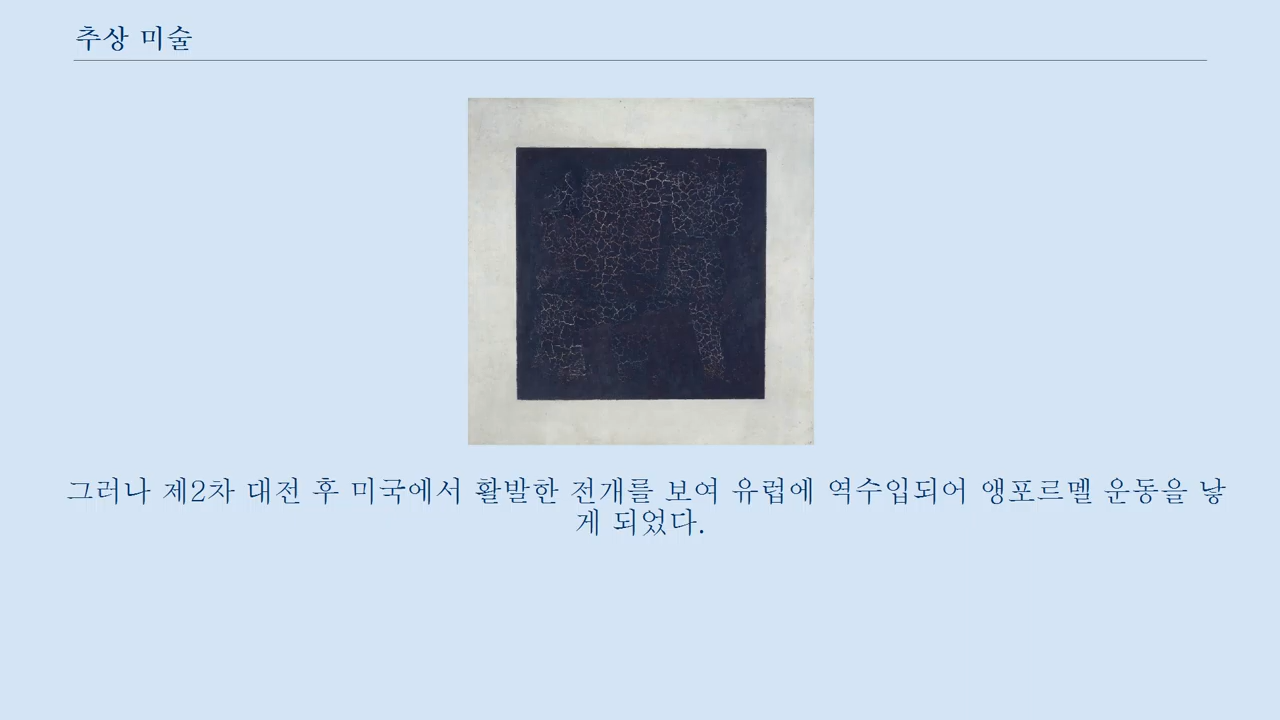 추상 미술
그러나 제2차 대전 후 미국에서 활발한 전개를 보여 유럽에 역수입되어 앵포르멜 운동을 낳
게 되었다.